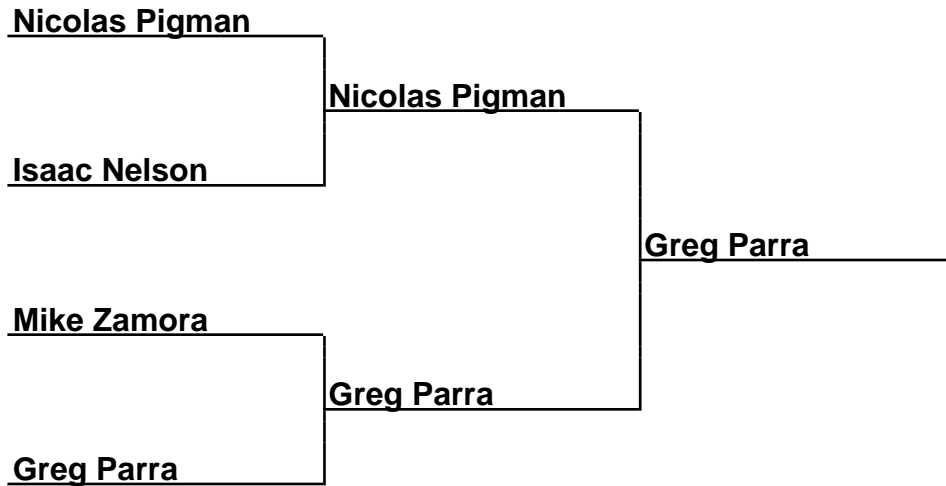 Nicolas Pigman
Nicolas Pigman
Isaac Nelson
Greg Parra
Mike Zamora
Greg Parra
Greg Parra